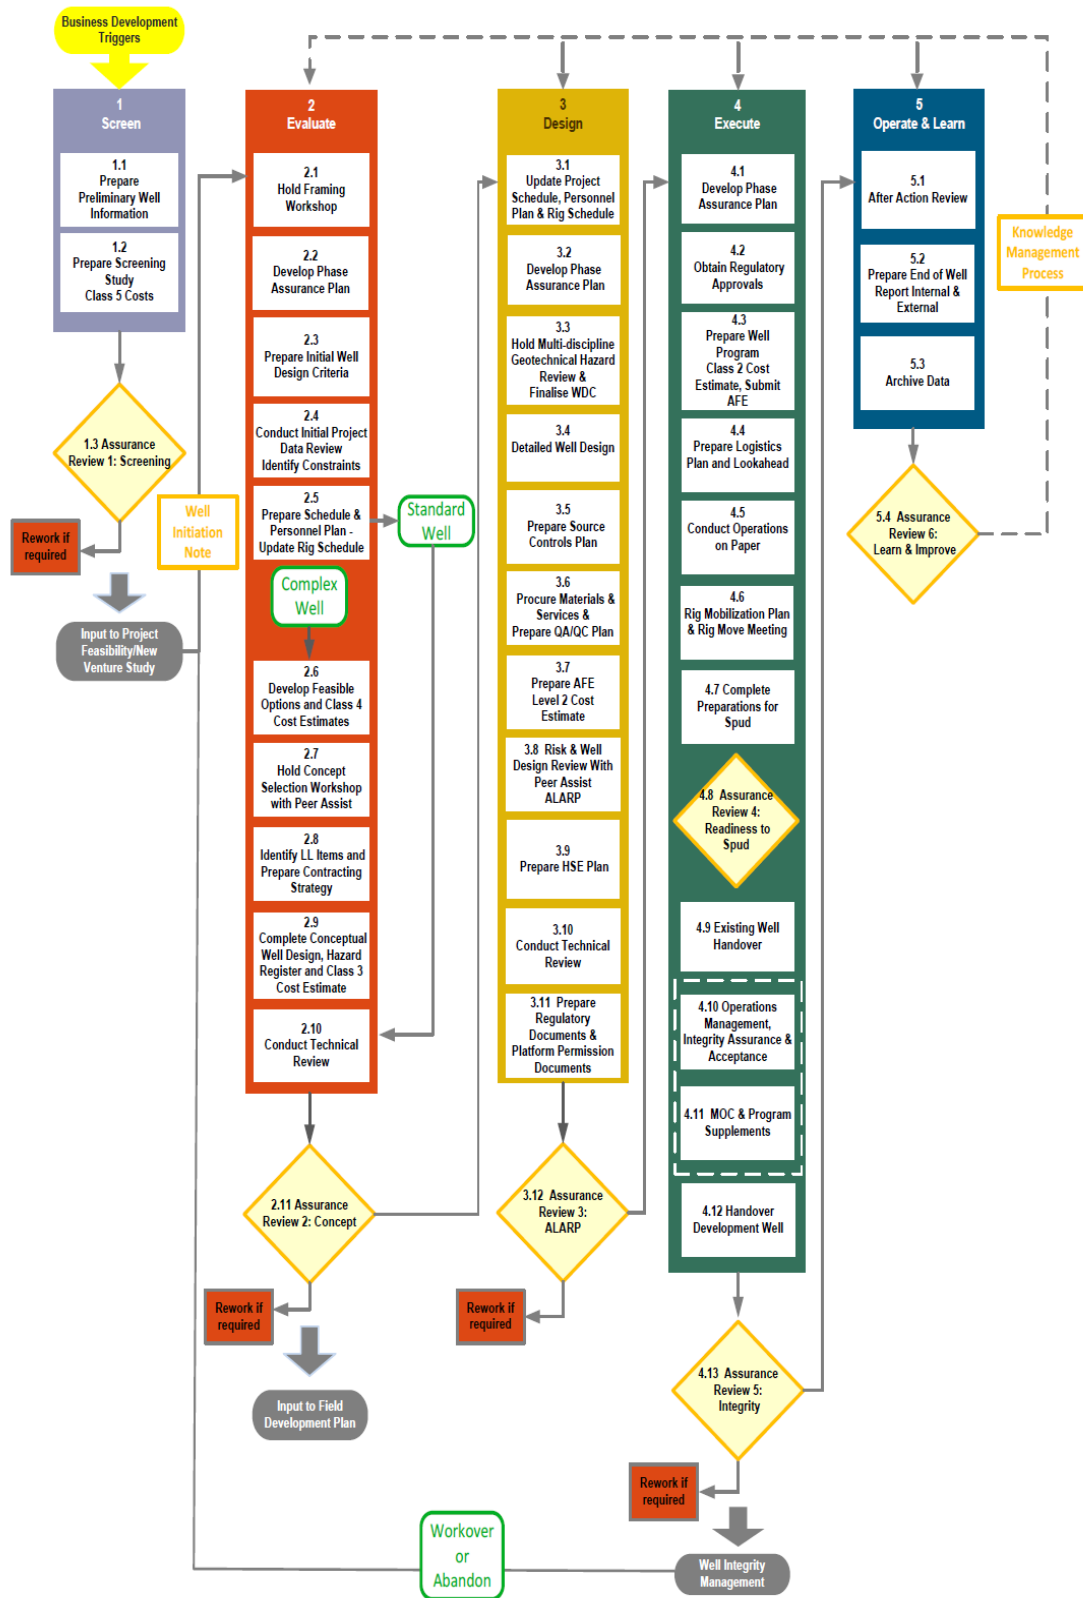 Business Development
Triggers
1
Screen
1.1
Prepare
Preliminary Well
Information
1.2
Prepare Screening
Study
Class 5 Costs
1.3 Assurance
Review 1: Screening
Rework if
required
Input to Project
Feasibility/New
Venture Study
Well
Initiation
Note
2
Evaluate
2.1
Hold Framing
Workshop
2.2
Develop Phase
Assurance Plan
2.3
Prepare Initial Well
Design Criteria
2.4
Conduct Initial Project
Data Review
Identify Constraints
2.5
Prepare Schedule &
Personnel Plan -
Update Rig Schedule
Standard
Well
Complex
Well
2.6
Develop Feasible
Options and Class 4
Cost Estimates
2.7
Hold Concept
Selection Workshop
with Peer Assist
2.8
Identify LL Items and
Prepare Contracting
Strategy
2.9
Complete Conceptual
Well Design, Hazard
Register and Class 3
Cost Estimate
2.10
Conduct Technical
Review
2.11 Assurance
Review 2: Concept
Rework if
required
Input to Field
Development Plan
3
Design
3.1
Update Project
Schedule, Personnel
Plan & Rig Schedule
3.2
Develop Phase
Assurance Plan
3.3
Hold Multi-discipline
Geotechnical Hazard
Review &
Finalise WDC
3.4
Detailed Well Design
3.5
Prepare Source
Controls Plan
3.6
Procure Materials &
Services &
Prepare QA/QC Plan
3.7
Prepare AFE
Level 2 Cost
Estimate
3.8 Risk & Well
Design Review With
Peer Assist
ALARP
3.9
Prepare HSE Plan
3.10
Conduct Technical
Review
3.11 Prepare
Regulatory
Documents &
Platform Permission
Documents
3.12 Assurance
Review 3:
ALARP
Rework if
required
4
Execute
4.1
Develop Phase
Assurance Plan
4.2
Obtain Regulatory
Approvals
4.3
Prepare Well
Program
Class 2 Cost
Estimate, Submit
AFE
4.4
Prepare Logistics
Plan and Lookahead
4.5
Conduct Operations
on Paper
4.6
Rig Mobilization Plan
& Rig Move Meeting
4.7 Complete
Preparations for
Spud
4.8 Assurance
Review 4:
Readiness to
Spud
4.9 Existing Well
Handover
4.10 Operations
Management,
Integrity Assurance &
Acceptance
4.11 MOC & Program
Supplements
4.12 Handover
Development Well
4.13 Assurance
Review 5:
Integrity
Rework if
required
Well Integrity
Management
Workover
or
Abandon
5
Operate & Learn
5.1
After Action Review
5.2
Prepare End of Well
Report Internal &
External
5.3
Archive Data
5.4 Assurance
Review 6:
Learn & Improve
Knowledge
Management
Process